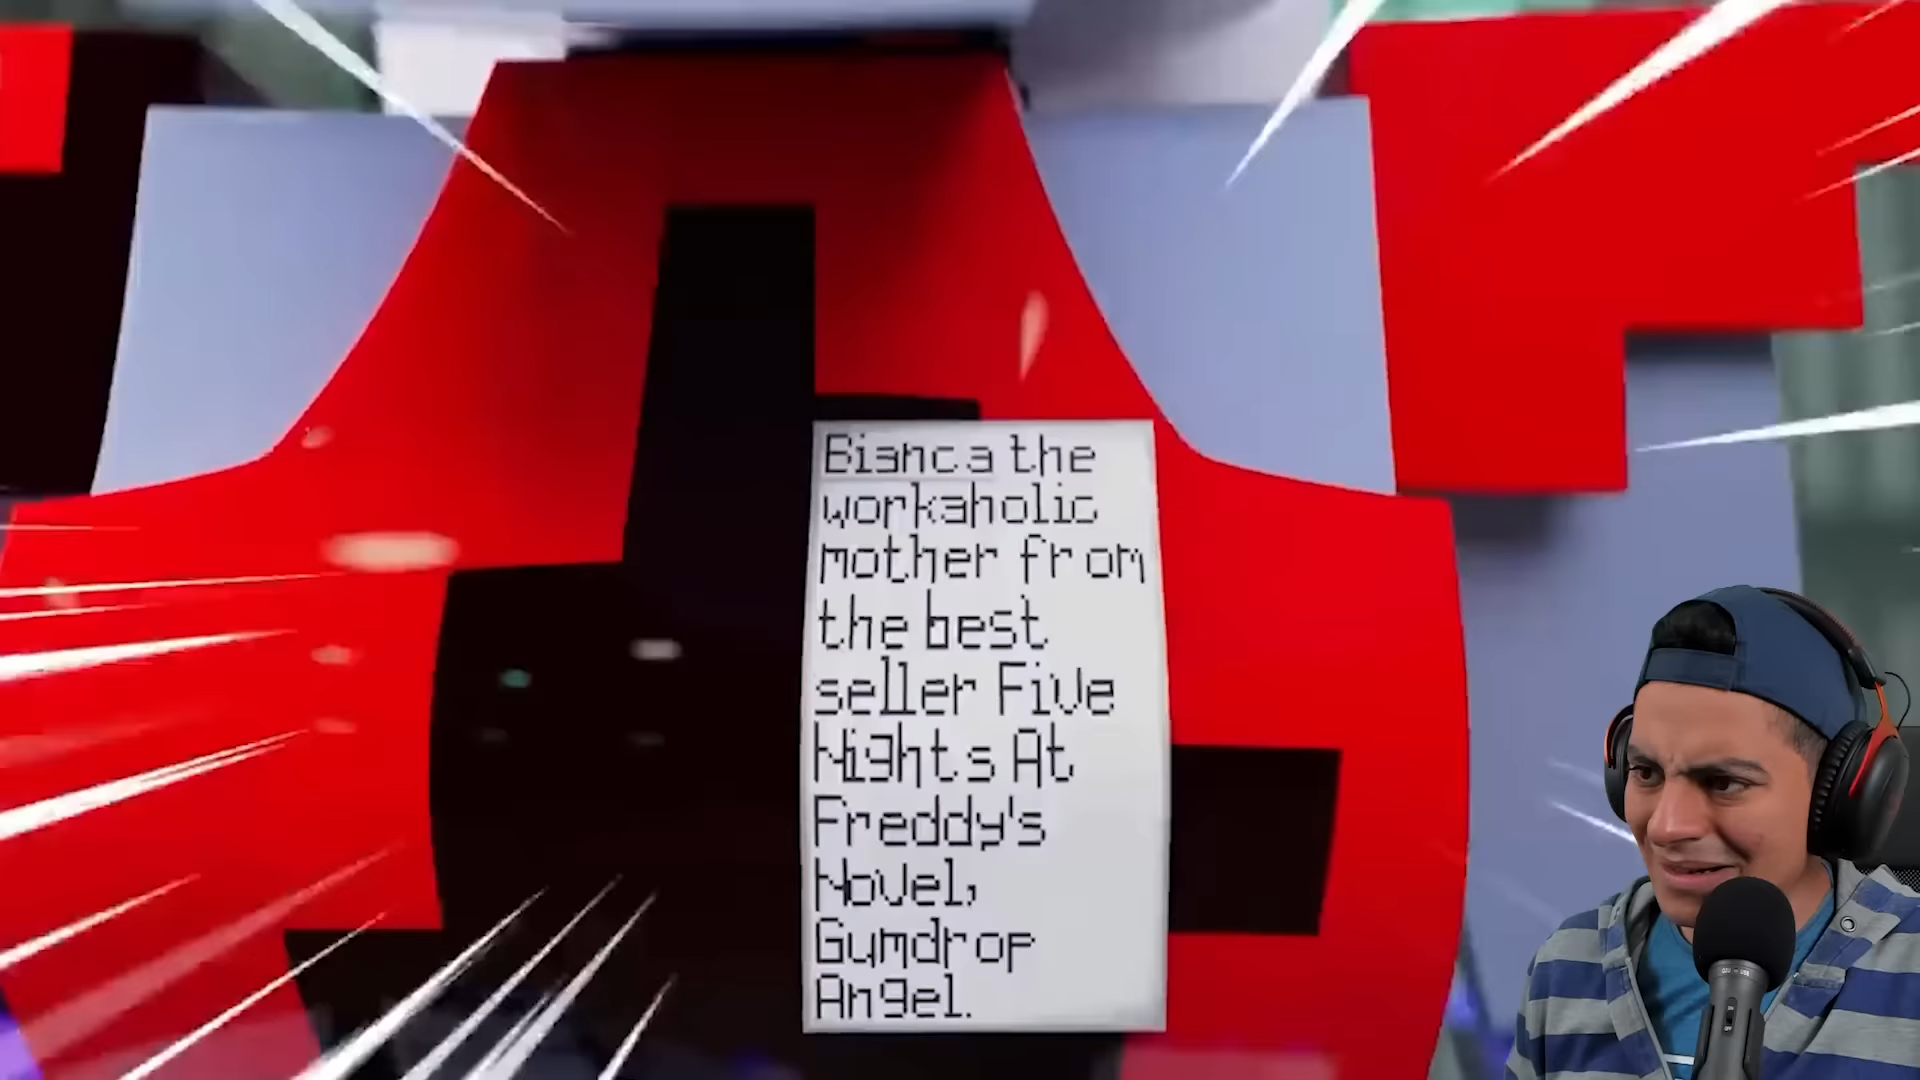 Bianca the
workaholic
mother from
the best
seller Five
Nights At
Freddy's
Novel,
Gumdrop
Angel.